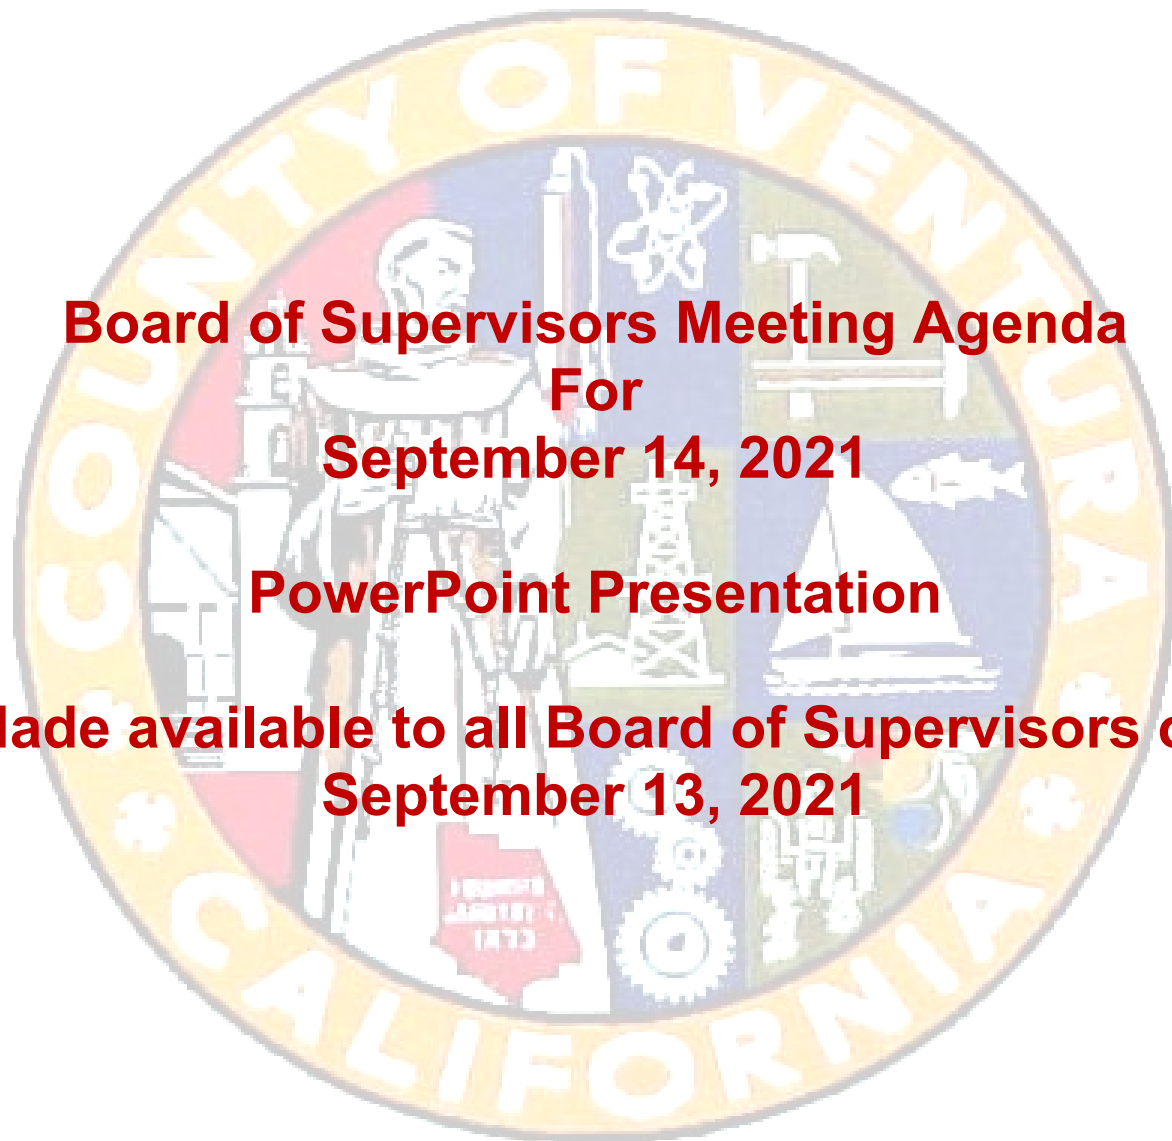 COUNTY OF VENTURA
Board of Supervisors Meeting Agenda
For
September 14, 2021
PowerPoint Presentation
available to all Board of Supervisors
September 13, 2021
1873
CALIFORNIA